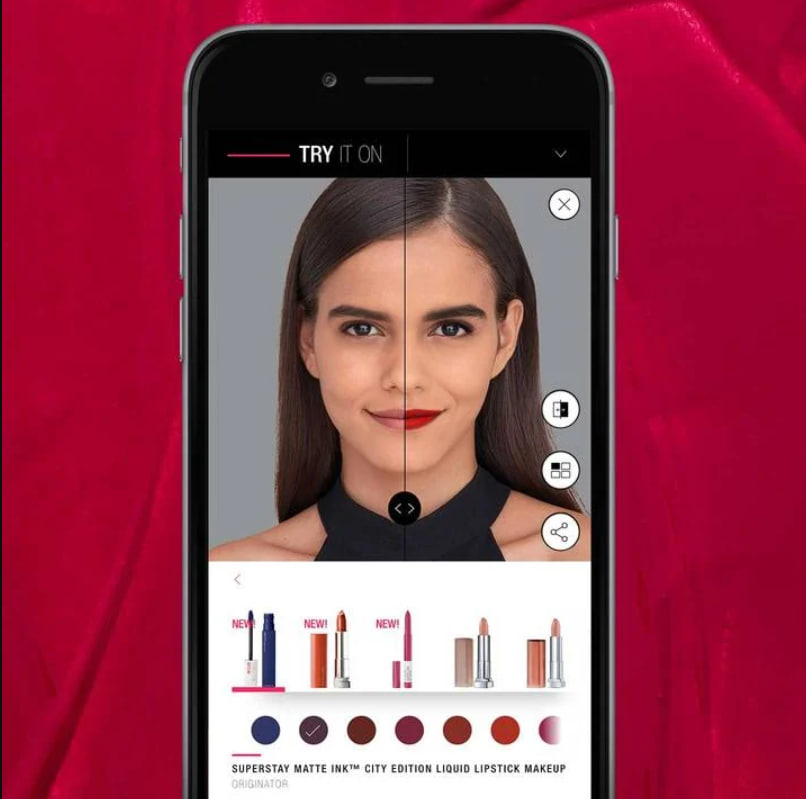 TRY IT ON
NEW! NEW! NEW!
SUPERSTAY MATTE INK™ CITY EDITION LIQUID LIPSTICK MAKEUP
ORIGINATOR